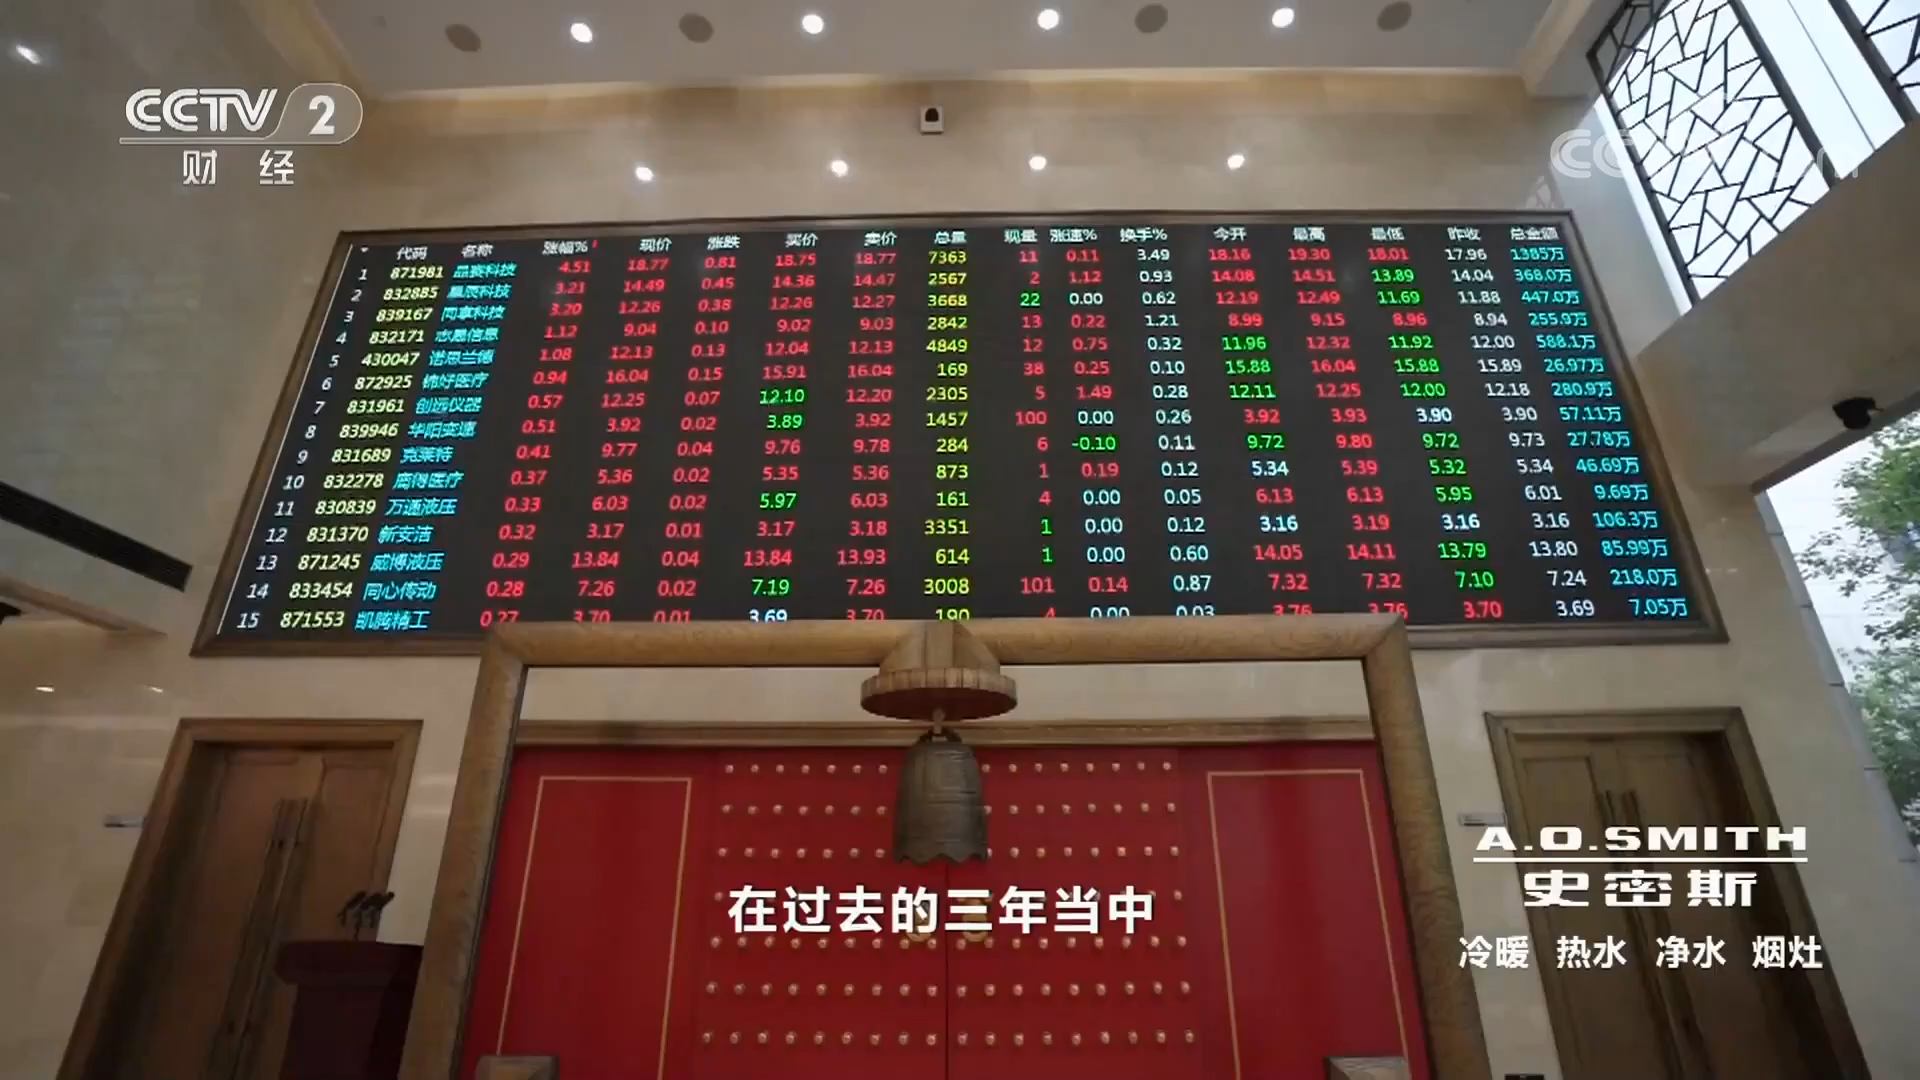 CCTV 2
财 经
代码 名称 涨幅% 现价 涨跌 买价 卖价 总量 现量 涨速% 换手% 今开 最高 最低 昨收 总金额
1 871981 晶赛科技 4.51 18.77 0.81 18.75 18.77 7363 11 0.11 3.49 18.16 19.30 18.01 17.96 1385万
2 832885 星辰科技 3.21 14.49 0.45 14.36 14.47 2567 2 1.12 0.93 14.08 14.51 13.89 14.04 368.0万
3 839167 同享科技 3.20 12.26 0.38 12.26 12.27 3668 22 0.00 0.62 12.19 12.49 11.69 11.88 447.0万
4 832171 志晟信息 1.12 9.04 0.10 9.02 9.03 2842 13 0.22 1.21 8.99 9.15 8.96 8.94 255.9万
5 430047 诺思兰德 1.08 12.13 0.13 12.04 12.13 4849 12 0.75 0.32 11.96 12.32 11.92 12.00 588.1万
6 872925 锦好医疗 0.94 16.04 0.15 15.91 16.04 169 38 0.25 0.10 15.88 16.04 15.88 15.89 26.97万
7 831961 创远仪器 0.57 12.25 0.07 12.10 12.20 2305 5 1.49 0.28 12.11 12.25 12.00 12.18 280.9万
8 839946 华阳变速 0.51 3.92 0.02 3.89 3.92 1457 100 0.00 0.26 3.92 3.93 3.90 3.90 57.11万
9 831689 克莱特 0.41 9.77 0.04 9.76 9.78 284 6 -0.10 0.11 9.72 9.80 9.72 9.73 27.78万
10 832278 鹿得医疗 0.37 5.36 0.02 5.35 5.36 873 1 0.19 0.12 5.34 5.39 5.32 5.34 46.69万
11 830839 万通液压 0.33 6.03 0.02 5.97 6.03 161 4 0.00 0.05 6.13 6.13 5.95 6.01 9.69万
12 831370 新安洁 0.32 3.17 0.01 3.17 3.18 3351 1 0.00 0.12 3.16 3.19 3.16 3.16 106.3万
13 871245 威博液压 0.29 13.84 0.04 13.84 13.93 614 1 0.00 0.60 14.05 14.11 13.79 13.80 85.99万
14 833454 同心传动 0.28 7.26 0.02 7.19 7.26 3008 101 0.14 0.87 7.32 7.32 7.10 7.24 218.0万
15 871553 凯腾精工 0.27 3.70 0.01 3.69 3.70 190 4 0.00 0.03 3.76 3.76 3.70 3.69 7.05万
在过去的三年当中
A.O.SMITH
史密斯
冷暖 热水 净水 烟灶